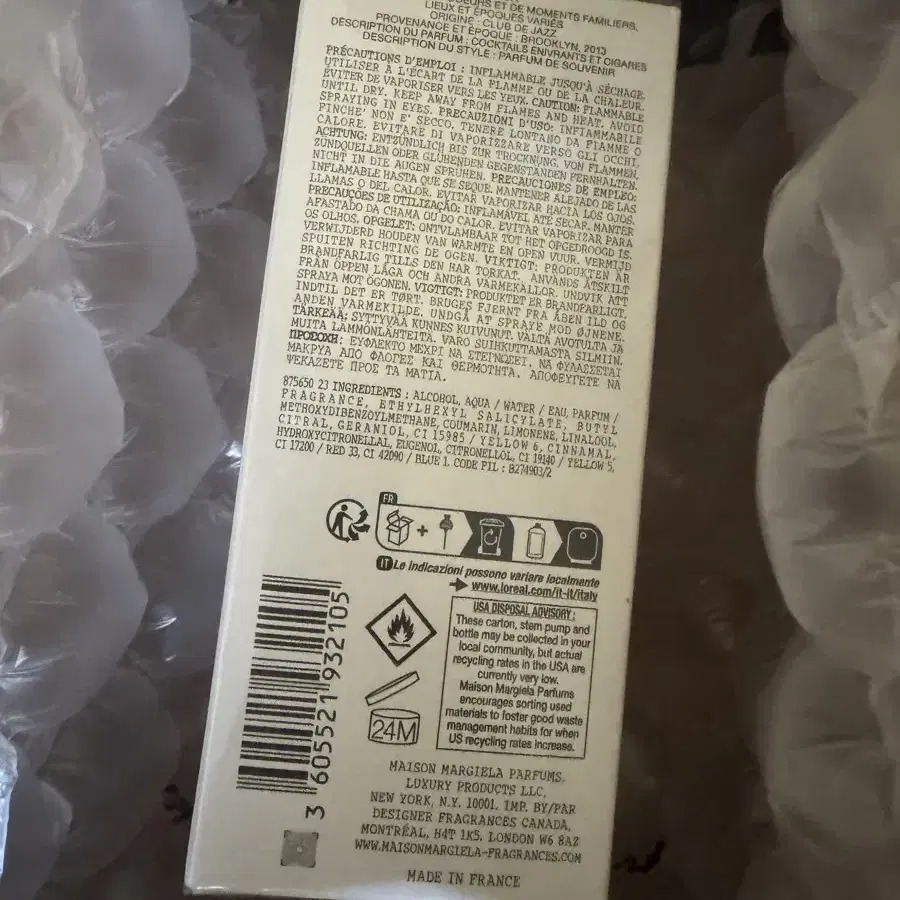 DE MOMENTS FAMILIERS,
LIEUX ET ÉPOQUES VARIÉS
ORIGINE : CLUB DE JAZZ
PROVENANCE ET ÉPOQUE : BROOKLYN, 2013
DESCRIPTION DU PARFUM : COCKTAILS ENIVRANTS ET CIGARES
DESCRIPTION DU STYLE : PARFUM DE SOUVENIR
PRÉCAUTIONS D'EMPLOI : INFLAMMABLE JUSQU'À SÉCHAGE.
UTILISER À L'ÉCART DE LA FLAMME OU DE LA CHALEUR.
ÉVITER DE VAPORISER VERS LES YEUX. CAUTION: FLAMMABLE
UNTIL DRY. KEEP AWAY FROM FLAMES AND HEAT. AVOID
SPRAYING IN EYES. PRECAUZIONI D'USO: INFIAMMABILE
FINCHE' NON E' SECCO. TENERE LONTANO DA FIAMME O
CALORE. EVITARE DI VAPORIZZARE VERSO GLI OCCHI.
ACHTUNG: ENTZÜNDLICH BIS ZUR TROCKNUNG. VON FLAMMEN,
ZÜNDQUELLEN ODER GLÜHENDEN GEGENSTÄNDEN FERNHALTEN.
NICHT IN DIE AUGEN SPRÜHEN. PRECAUCIONES DE EMPLEO:
INFLAMABLE HASTA QUE SE SEQUE. MANTENER ALEJADO DE LAS
LLAMAS O DEL CALOR. EVITAR VAPORIZAR HACIA LOS OJOS.
PRECAUÇÕES DE UTILIZAÇÃO: INFLAMÁVEL ATÉ SECAR. MANTER
AFASTADO DA CHAMA OU DO CALOR. EVITAR VAPORIZAR PARA
OS OLHOS. OPGELET: ONTVLAMBAAR TOT HET OPGEDROOGD IS.
VERWIJDERD HOUDEN VAN WARMTE EN OPEN VUUR. VERMIJD
SPUITEN RICHTING DE OGEN. VIKTIGT: PRODUKTEN ÄR
BRANDFARLIG TILLS DEN HAR TORKAT. ANVÄNDS ÅTSKILT
FRÅN ÖPPEN LÅGA OCH ANDRA VÄRMEKÄLLOR. UNDVIK ATT
SPRAYA MOT ÖGONEN. VIGTIGT: PRODUKTET ER BRANDFARLIGT,
INDTIL DET ER TØRT. BRUGES FJERNT FRA ÅBEN ILD OG
ANDEN VARMEKILDE. UNDGÅ AT SPRAYE MOD ØJNENE.
TÄRKEÄÄ: SYTTYVÄÄ KUNNES KUIVUNUT. VÄLTÄ AVOTULTA JA
MUITA LÄMMÖNLÄHTEITÄ. VARO SUIHKUTTAMASTA SILMIIN.
ΠΡΟΣΟΧΗ: ΕΥΦΛΕΚΤΟ ΜΕΧΡΙ ΝΑ ΣΤΕΓΝΩΣΕΙ. ΝΑ ΦΥΛΑΣΣΕΤΑΙ
ΜΑΚΡΥΑ ΑΠΟ ΦΛΟΓΕΣ ΚΑΙ ΘΕΡΜΟΤΗΤΑ. ΑΠΟΦΕΥΓΕΤΕ ΝΑ
ΨΕΚΑΖΕΤΕ ΠΡΟΣ ΤΑ ΜΑΤΙΑ.
875650 23 INGREDIENTS : ALCOHOL, AQUA / WATER / EAU, PARFUM /
FRAGRANCE, ETHYLHEXYL SALICYLATE, BUTYL
METHOXYDIBENZOYLMETHANE, COUMARIN, LIMONENE, LINALOOL,
CITRAL, GERANIOL, CI 15985 / YELLOW 6, CINNAMAL,
HYDROXYCITRONELLAL, EUGENOL, CITRONELLOL, CI 19140 / YELLOW 5,
CI 17200 / RED 33, CI 42090 / BLUE 1. CODE FIL : B274903/2
FR
+
IT Le indicazioni possono variare localmente
www.loreal.com/it-it/italy
USA DISPOSAL ADVISORY :
These carton, stem pump and
bottle may be collected in your
local community, but actual
recycling rates in the USA are
currently very low.
Maison Margiela Parfums
encourages sorting used
materials to foster good waste
management habits for when
US recycling rates increase.
24M
3 605521 932105
MAISON MARGIELA PARFUMS,
LUXURY PRODUCTS LLC,
NEW YORK, N.Y. 10001. IMP. BY/PAR
DESIGNER FRAGRANCES CANADA,
MONTRÉAL, H4T 1K5. LONDON W6 8AZ
WWW.MAISONMARGIELA-FRAGRANCES.COM
MADE IN FRANCE